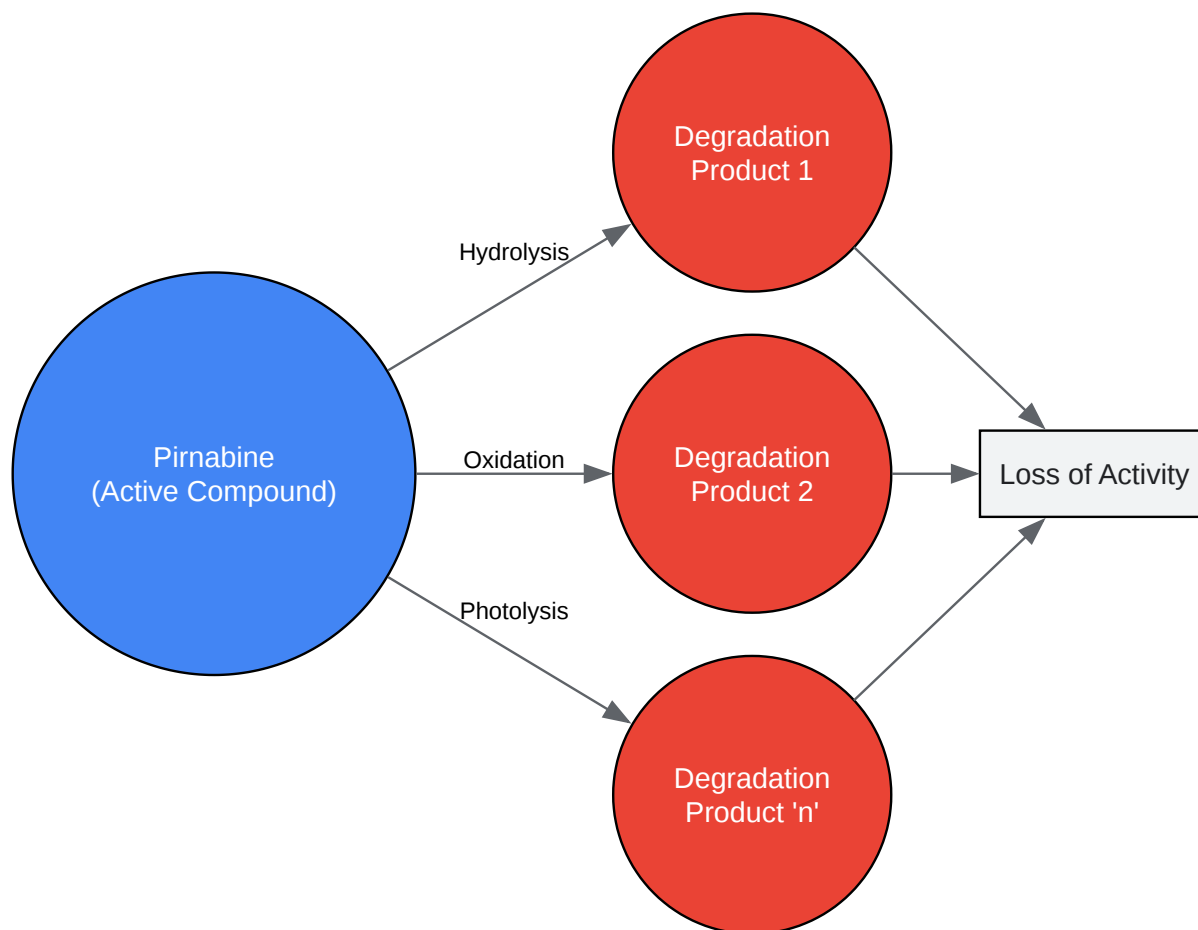 Pirnabine
(Active Compound)
Hydrolysis
Oxidation
Photolysis
Degradation
Product 1
Degradation
Product 2
Degradation
Product 'n'
Loss of Activity